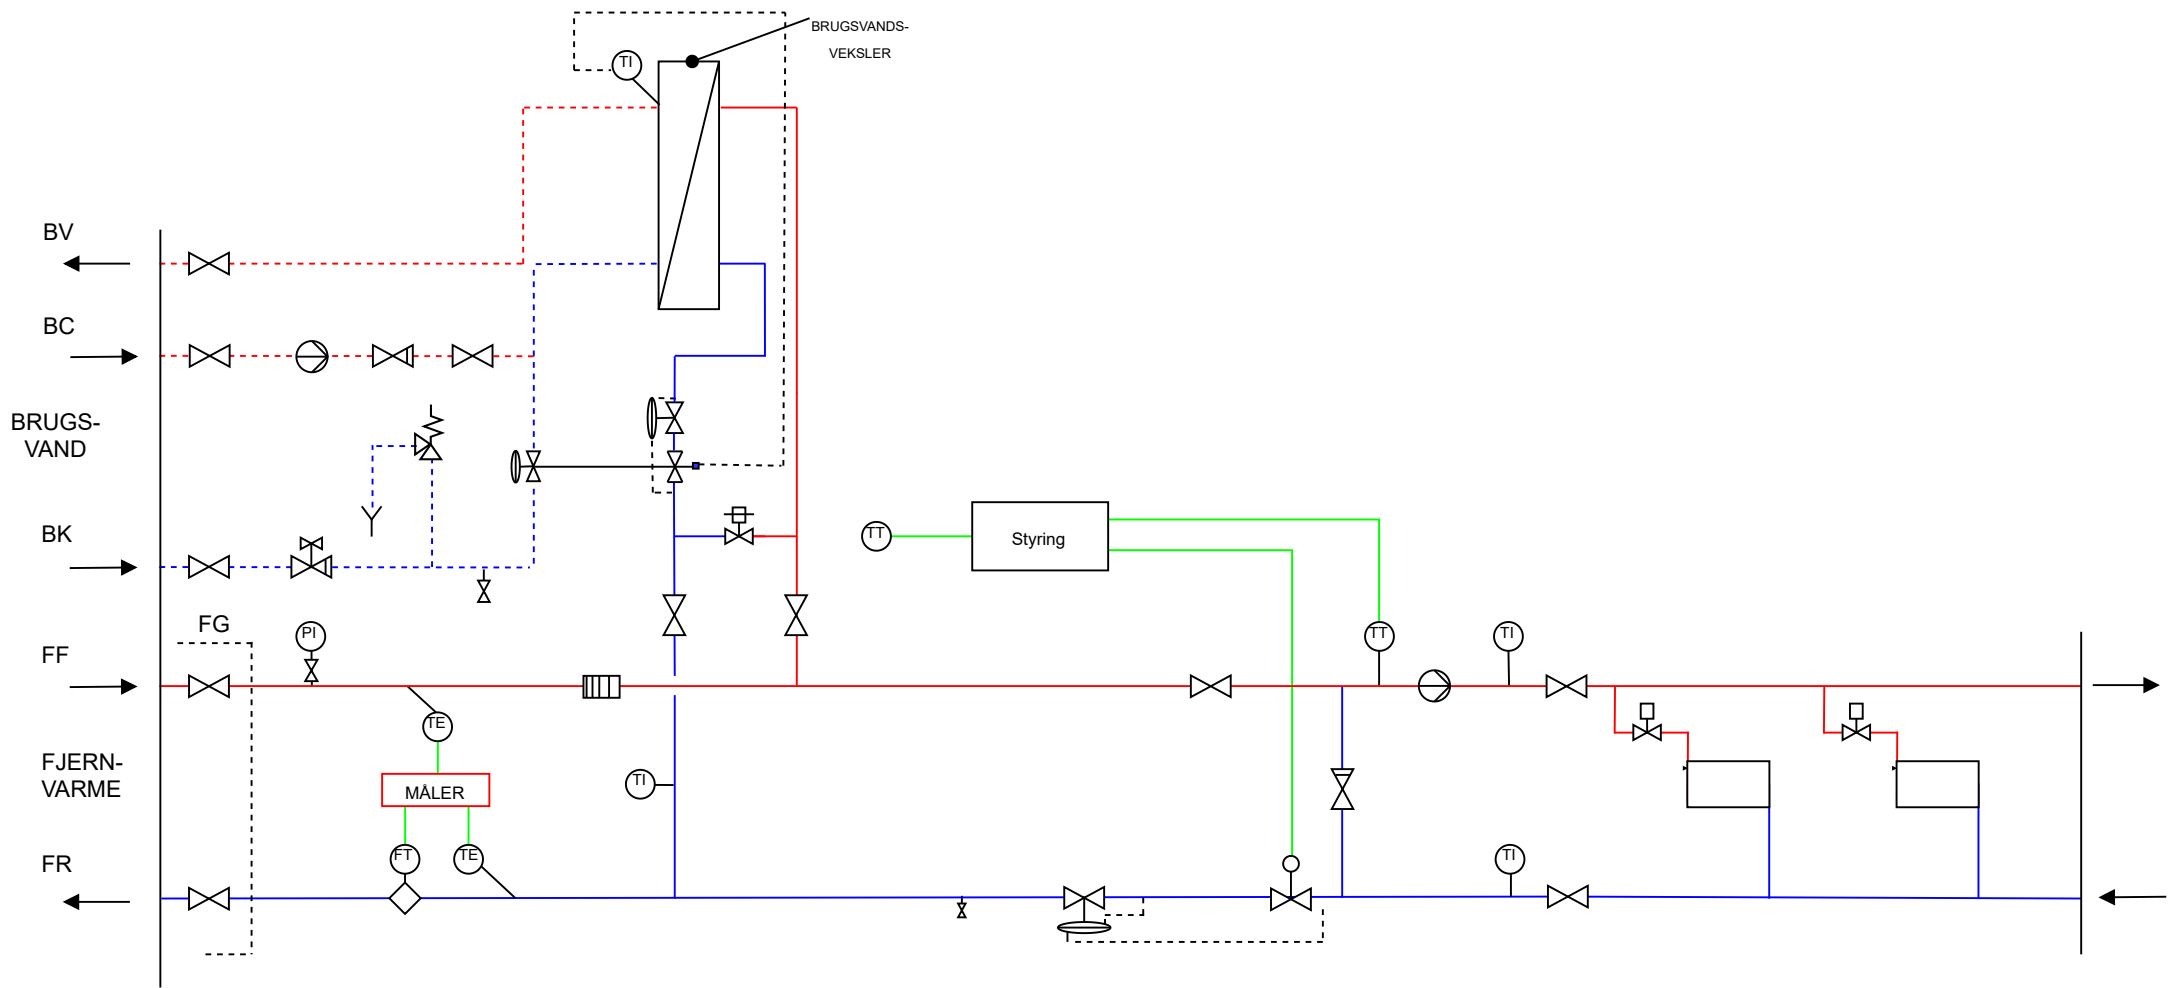 BRUGSVANDS-
VEKSLER
TI
BV
BC
BRUGS-
VAND
BK
TT
Styring
FG
PI
TT
TI
FF
TE
FJERN-
VARME
TI
MÅLER
FR
FT
TE
TI